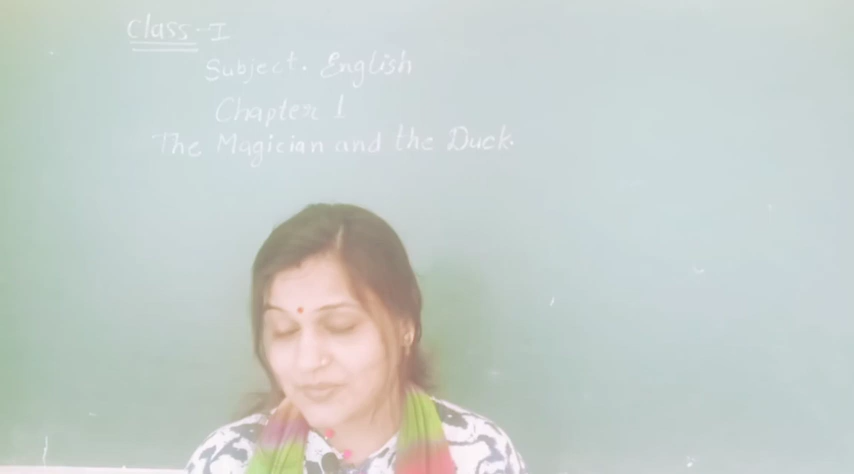 Class - I
Subject. English
Chapter 1
The Magician and the Duck.